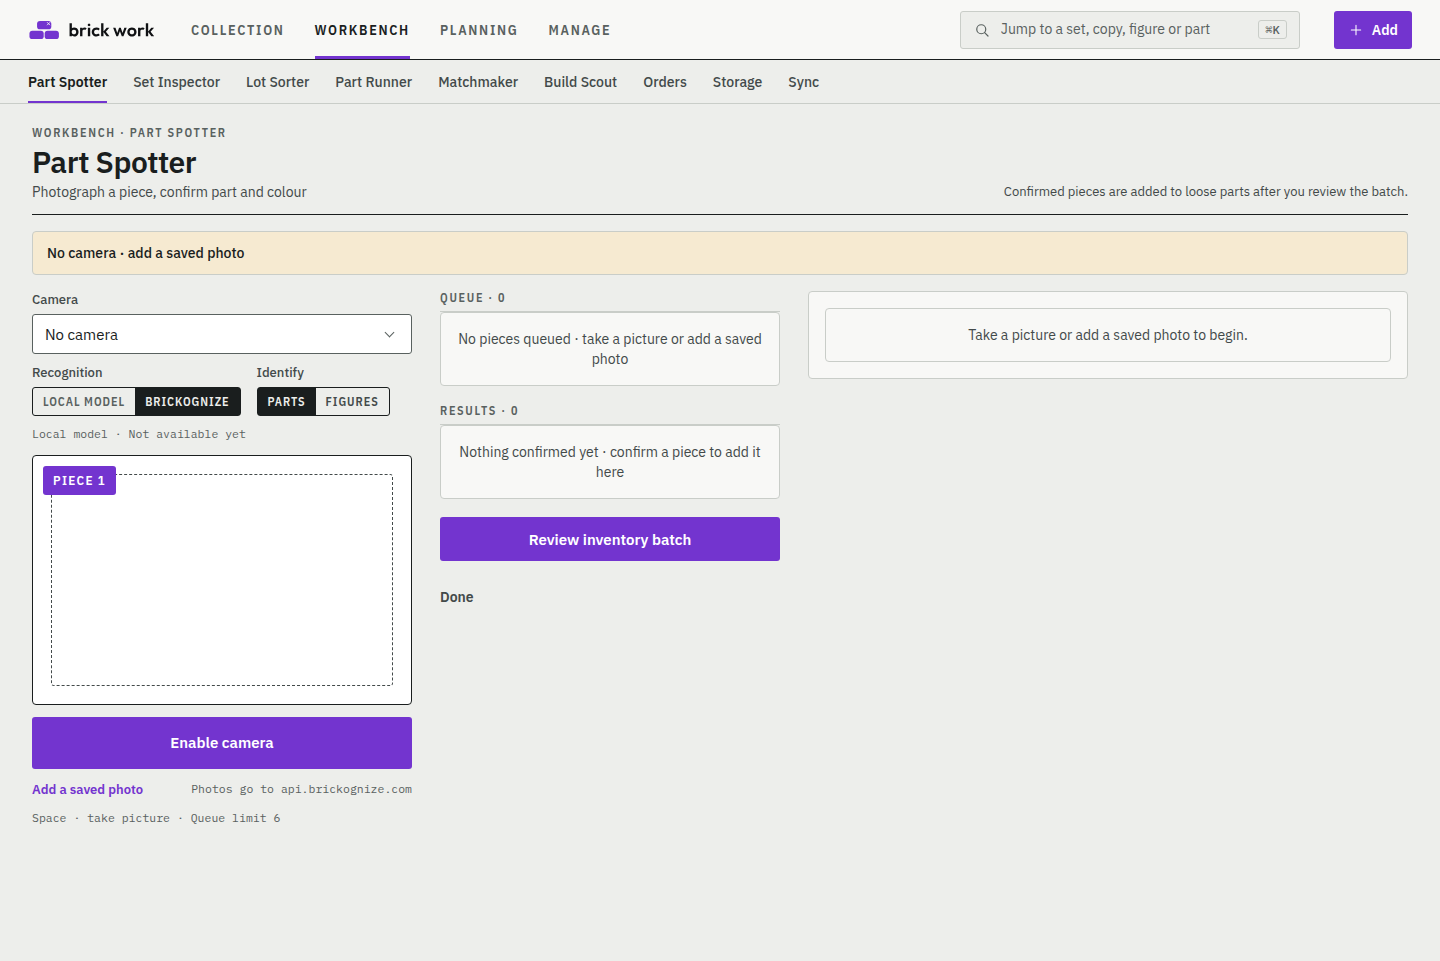 brick work
COLLECTION
WORKBENCH
PLANNING
MANAGE
Jump to a set, copy, figure or part
⌘K
+ Add
Part Spotter
Set Inspector
Lot Sorter
Part Runner
Matchmaker
Build Scout
Orders
Storage
Sync
WORKBENCH · PART SPOTTER
Part Spotter
Photograph a piece, confirm part and colour
Confirmed pieces are added to loose parts after you review the batch.
No camera · add a saved photo
Camera
No camera
Recognition
Identify
LOCAL MODEL
BRICKOGNIZE
PARTS
FIGURES
Local model · Not available yet
PIECE 1
Enable camera
Add a saved photo
Photos go to api.brickognize.com
Space · take picture · Queue limit 6
QUEUE · 0
No pieces queued · take a picture or add a saved
photo
RESULTS · 0
Nothing confirmed yet · confirm a piece to add it
here
Review inventory batch
Done
Take a picture or add a saved photo to begin.